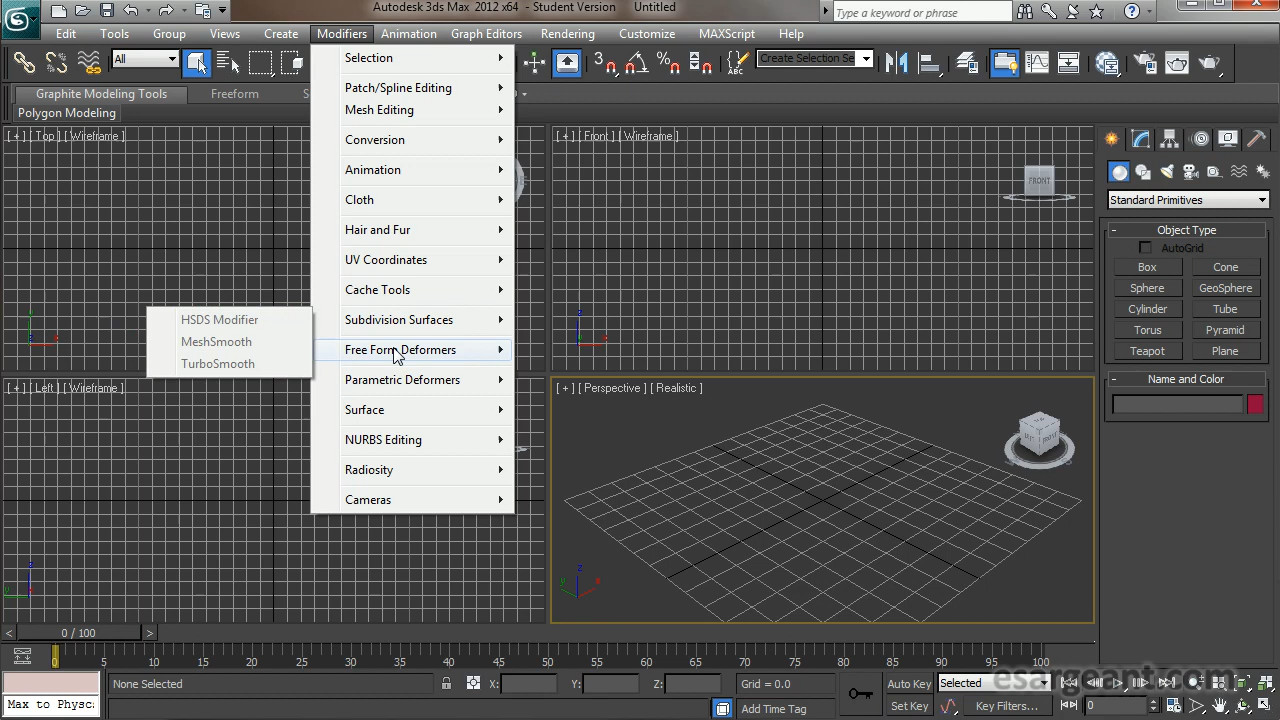 Autodesk 3ds Max 2012 x64 - Student Version Untitled
Type a keyword or phrase
Edit Tools Group Views Create Modifiers Animation Graph Editors Rendering Customize MAXScript Help
All
Create Selection Se
Graphite Modeling Tools Freeform
Polygon Modeling
[ + ] [ Top ] [ Wireframe ]
[ + ] [ Front ] [ Wireframe ]
FRONT
Selection
Patch/Spline Editing
Mesh Editing
Conversion
Animation
Cloth
Hair and Fur
UV Coordinates
Cache Tools
Subdivision Surfaces
Free Form Deformers
Parametric Deformers
Surface
NURBS Editing
Radiosity
Cameras
HSDS Modifier
MeshSmooth
TurboSmooth
[ + ] [ Left ] [ Wireframe ]
[ + ] [ Perspective ] [ Realistic ]
Standard Primitives
- Object Type
AutoGrid
Box Cone
Sphere GeoSphere
Cylinder Tube
Torus Pyramid
Teapot Plane
- Name and Color
< 0 / 100 >
0 5 10 15 20 25 30 35 40 45 50 55 60 65 70 75 80 85 90 95 100
None Selected X: Y: Z: Grid = 0.0 Auto Key Selected
Max to Physc: Add Time Tag Set Key Key Filters... 0
esargeant.com